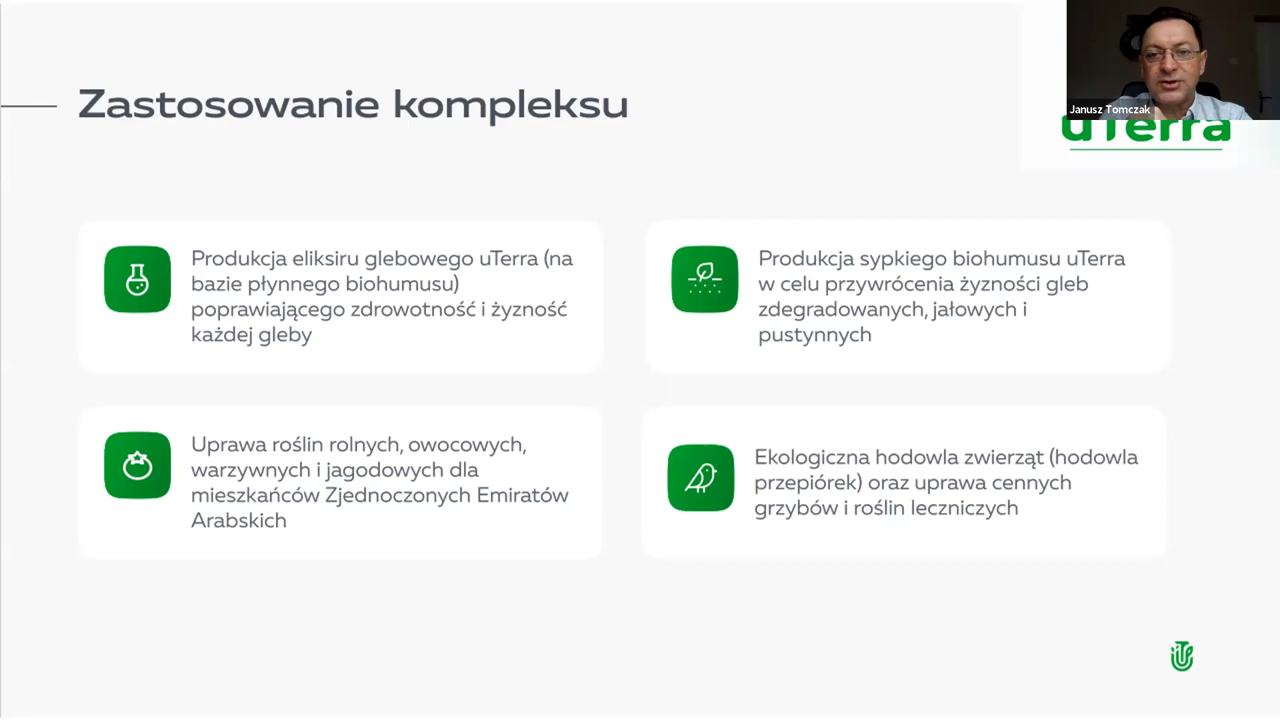 Zastosowanie kompleksu
Janusz Tomczak
uTerra
Produkcja eliksiru glebowego uTerra (na
bazie płynnego biohumusu)
poprawiającego zdrowotność i żyzność
każdej gleby
Produkcja sypkiego biohumusu uTerra
w celu przywrócenia żyzności gleb
zdegradowanych, jałowych i
pustynnych
Uprawa roślin rolnych, owocowych,
warzywnych i jagodowych dla
mieszkańców Zjednoczonych Emiratów
Arabskich
Ekologiczna hodowla zwierząt (hodowla
przepiórek) oraz uprawa cennych
grzybów i roślin leczniczych